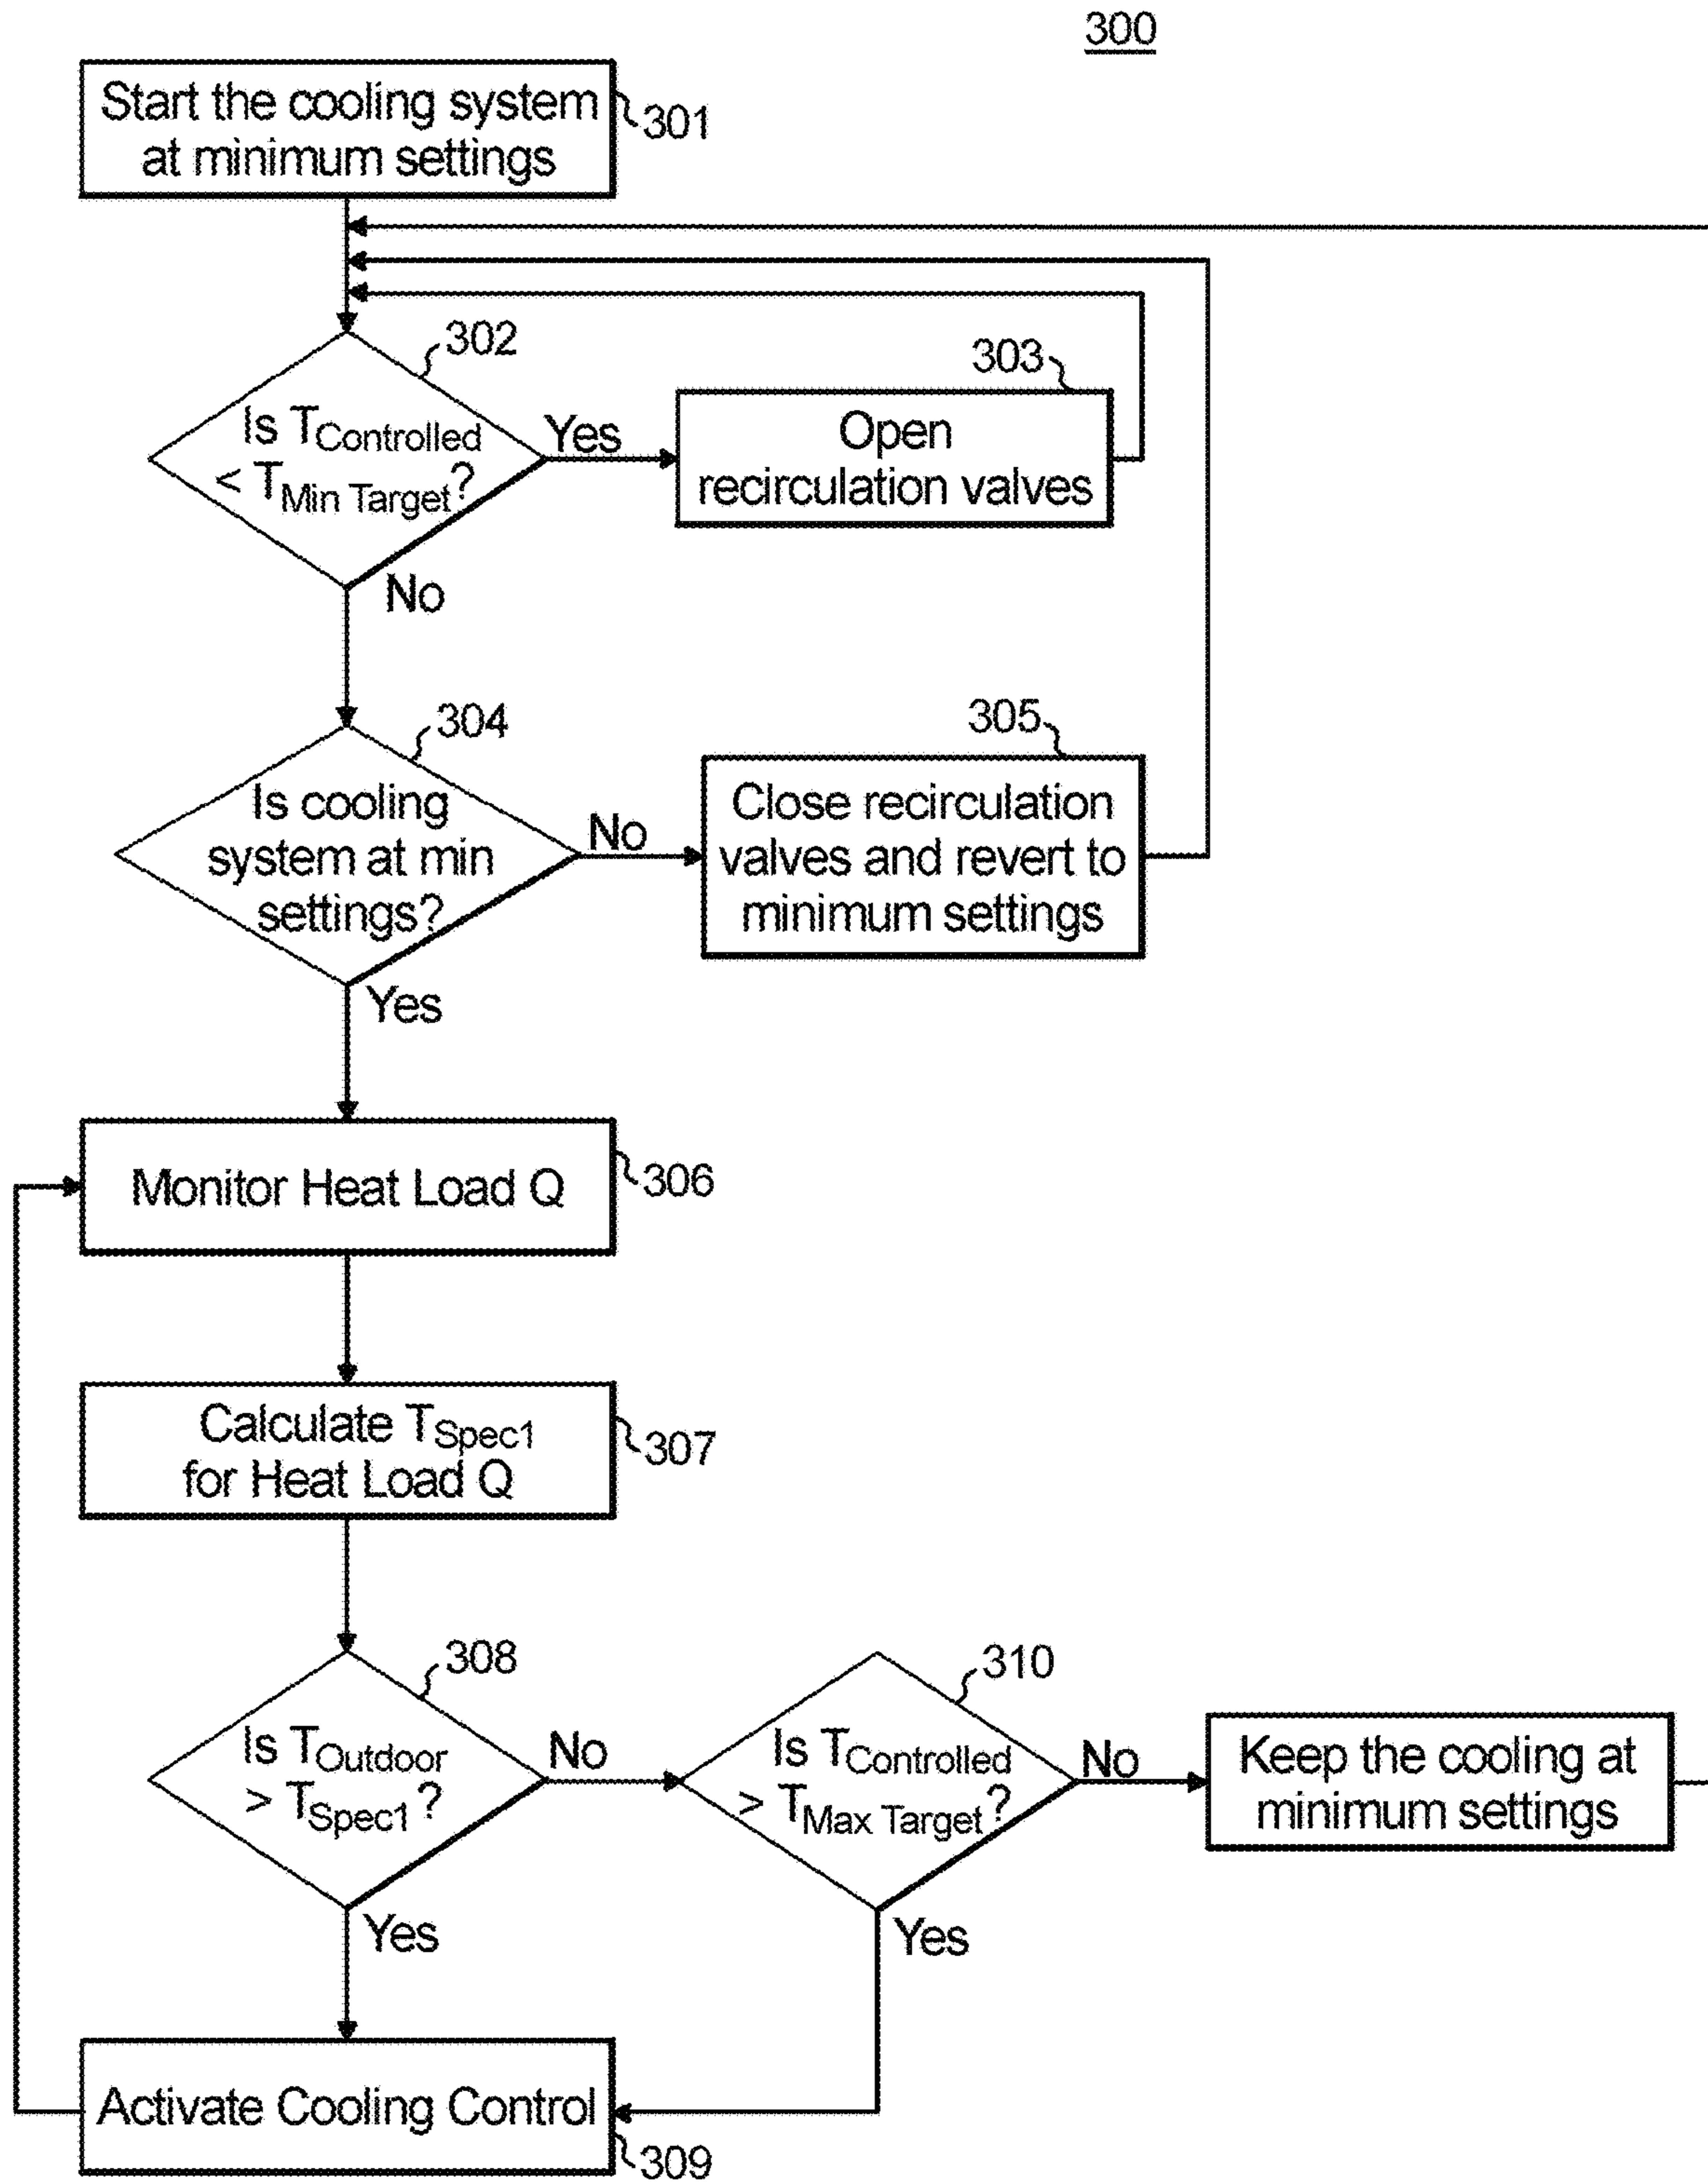 300
Start the cooling system
at minimum settings
301
302
Is TControlled
< TMin Target?
Yes
303
Open
recirculation valves
No
304
Is cooling
system at min
settings?
No
305
Close recirculation
valves and revert to
minimum settings
Yes
Monitor Heat Load Q
306
Calculate TSpec1
for Heat Load Q
307
308
Is TOutdoor
> TSpec1?
No
310
Is TControlled
> TMax Target?
No
Keep the cooling at
minimum settings
Yes
Yes
Activate Cooling Control
309